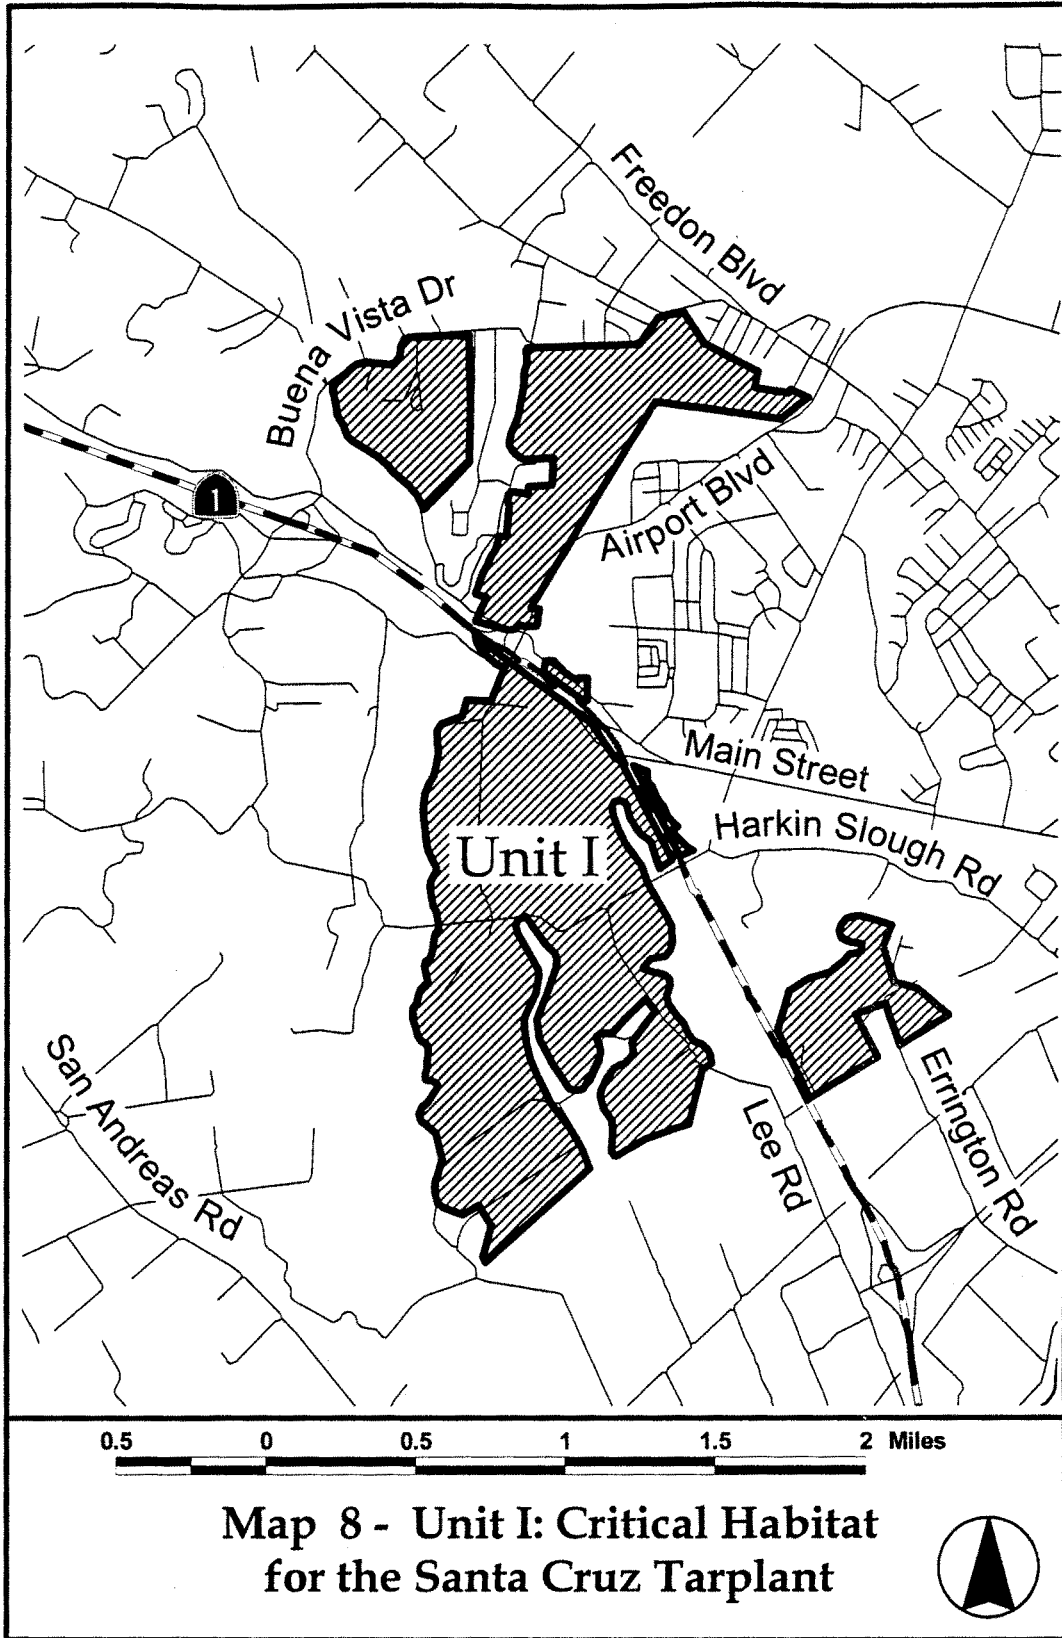 Freedon Blvd
Buena Vista Dr
1
Airport Blvd
Main Street
Harkin Slough Rd
Unit I
San Andreas Rd
Lee Rd
Errington Rd
0.5 0 0.5 1 1.5 2 Miles
Map 8 - Unit I: Critical Habitat
for the Santa Cruz Tarplant